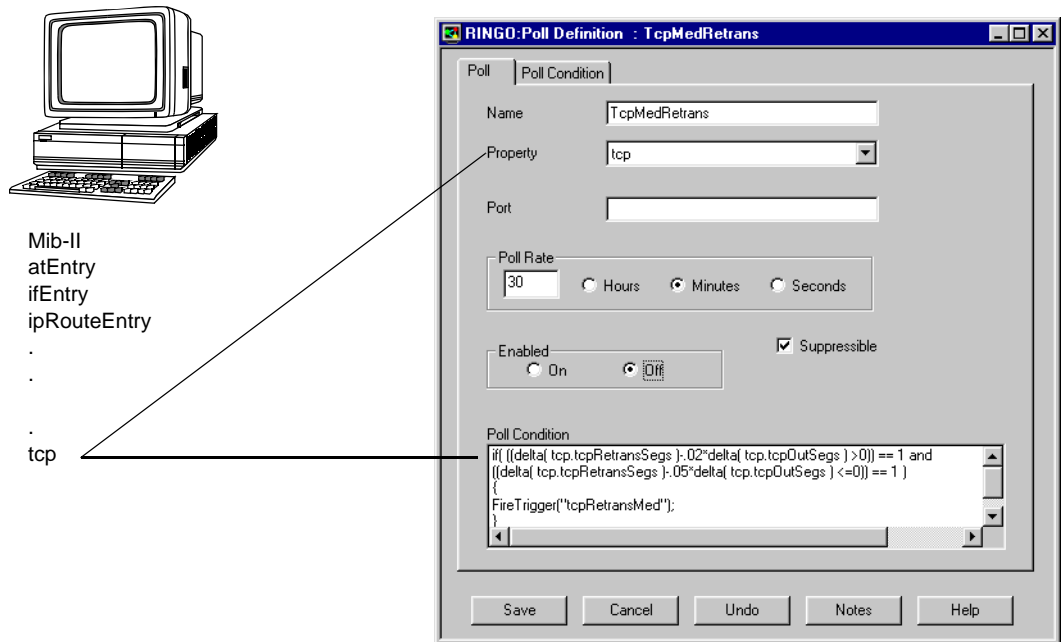 RINGO:Poll Definition : TcpMedRetrans
Poll
Poll Condition
Name
TcpMedRetrans
Property
tcp
Port
Mib-II
atEntry
ifEntry
ipRouteEntry
.
.
.
tcp
Poll Rate
30
Hours
Minutes
Seconds
Enabled
On
Off
Suppressible
Poll Condition
if( ((delta( tcp.tcpRetransSegs )-.02*delta( tcp.tcpOutSegs ) >0)) == 1 and
((delta( tcp.tcpRetransSegs )-.05*delta( tcp.tcpOutSegs ) <=0)) == 1 )
{
FireTrigger("tcpRetransMed");
}
Save
Cancel
Undo
Notes
Help